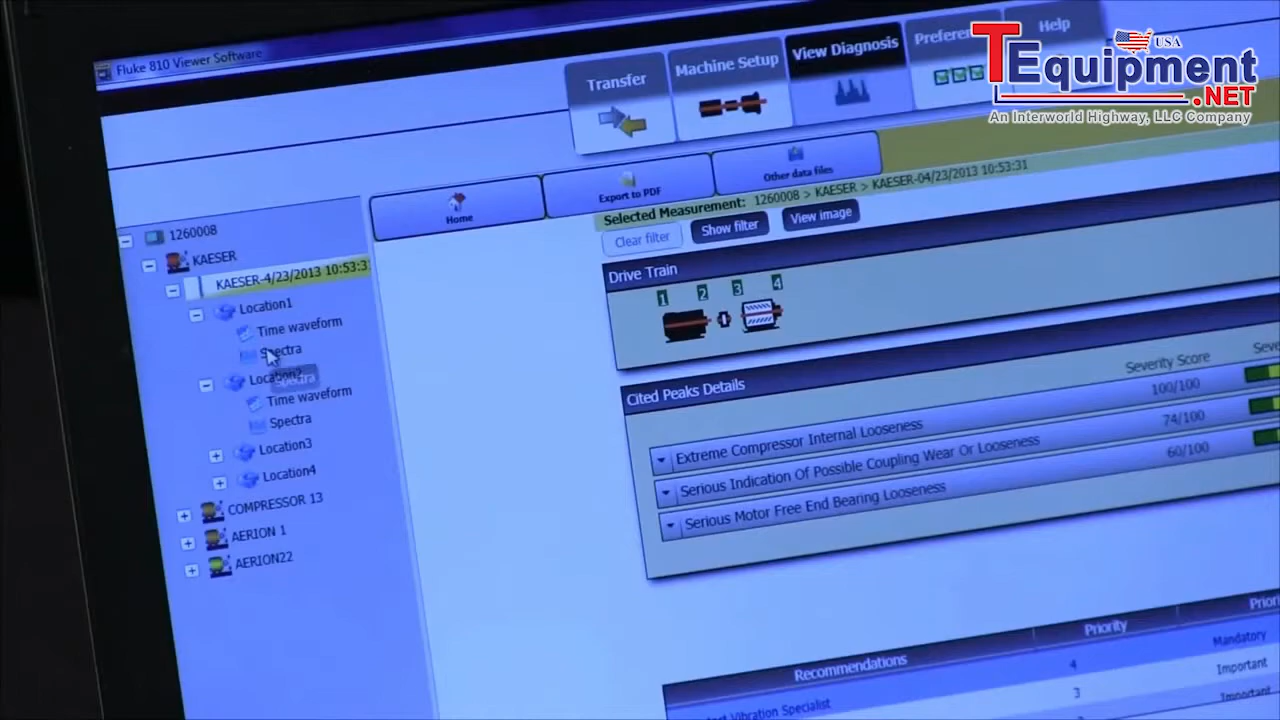 Fluke 810 Viewer Software
Transfer
Machine Setup
View Diagnosis
Help
TEquipment.NET
USA
An Interworld Highway, LLC Company
Home
Export to PDF
Other data files
Selected Measurement: 1260008 > KAESER > KAESER-04/23/2013 10:53:31
Clear filter
Show filter
View image
1260008
KAESER
KAESER-4/23/2013 10:53:3
Location1
Time waveform
Spectra
Spectra
Location2
Time waveform
Spectra
Location3
Location4
COMPRESSOR 13
AERION 1
AERION22
Drive Train
1 2 3 4
Cited Peaks Details
Severity Score
Extreme Compressor Internal Looseness 100/100
Serious Indication Of Possible Coupling Wear Or Looseness 74/100
Serious Motor Free End Bearing Looseness 60/100
Recommendations Priority
4 Mandatory
Vibration Specialist 3 Important
Important